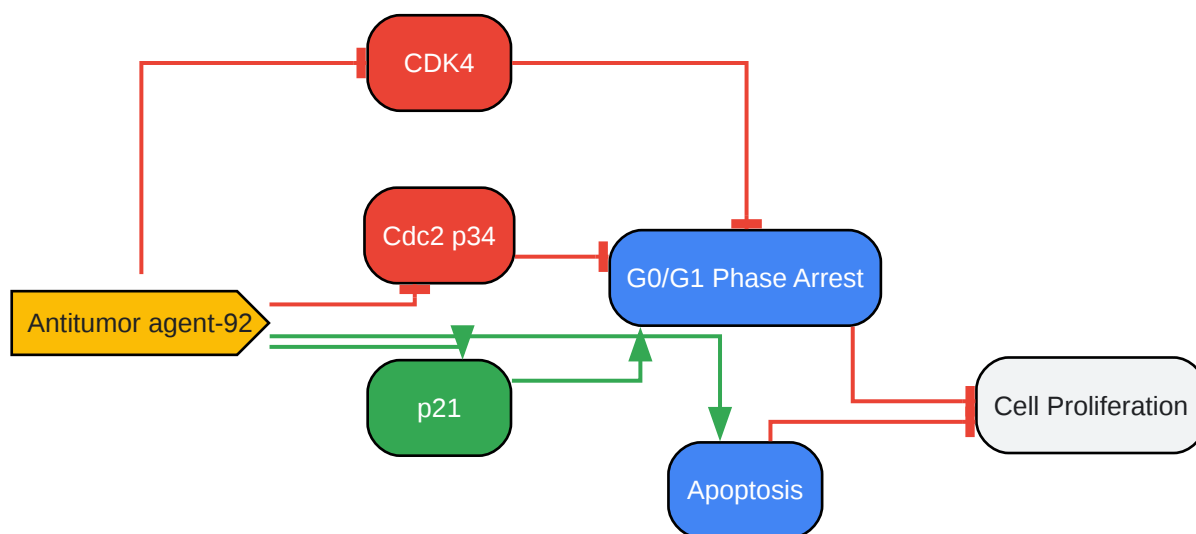 CDK4
Cdc2 p34
G0/G1 Phase Arrest
Antitumor agent-92
p21
Cell Proliferation
Apoptosis